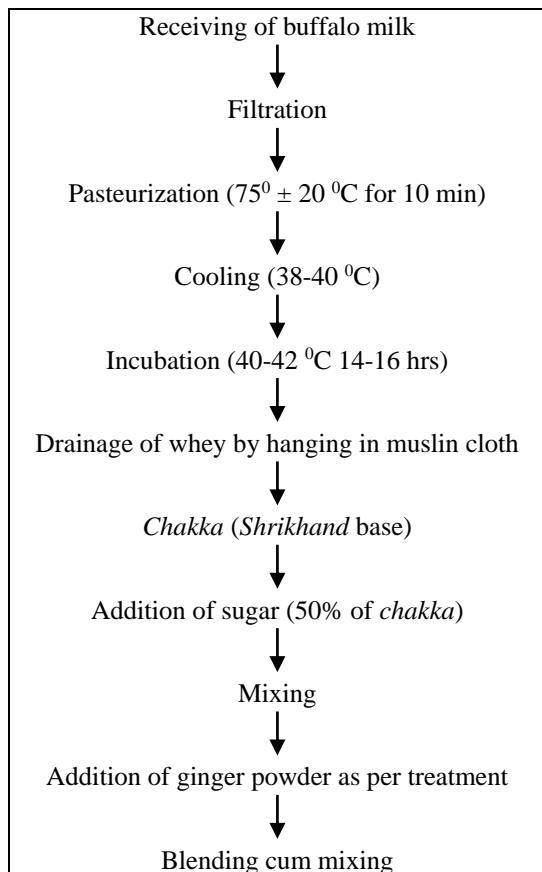 Receiving of buffalo milk
Filtration
Pasteurization (75⁰ ± 20 ⁰C for 10 min)
Cooling (38-40 ⁰C)
Incubation (40-42 ⁰C 14-16 hrs)
Drainage of whey by hanging in muslin cloth
Chakka (Shrikhand base)
Addition of sugar (50% of chakka)
Mixing
Addition of ginger powder as per treatment
Blending cum mixing